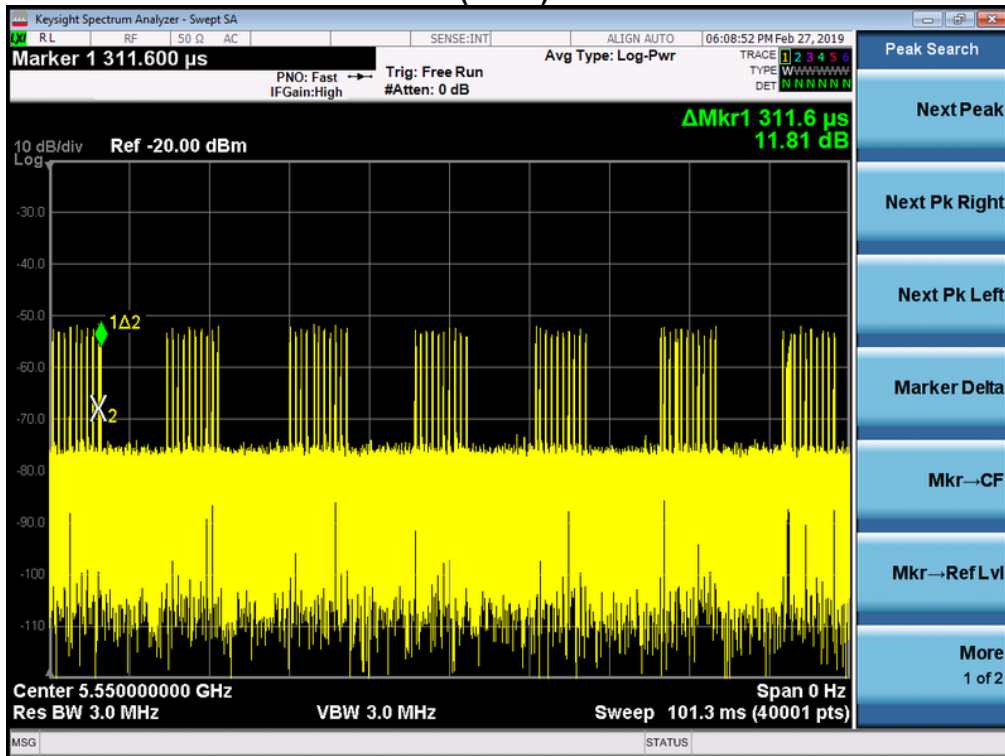 Keysight Spectrum Analyzer - Swept SA
LXI RL RF 50 Ω AC SENSE:INT ALIGN AUTO 06:08:52 PM Feb 27, 2019
Marker 1 311.600 µs
PNO: Fast
IFGain:High
Trig: Free Run
#Atten: 0 dB
Avg Type: Log-Pwr
TRACE 1 2 3 4 5 6
TYPE WWWWWW
DET N N N N N N
ΔMkr1 311.6 µs
11.81 dB
10 dB/div Ref -20.00 dBm
Log
-30.0
-40.0
-50.0
-60.0
-70.0
-80.0
-90.0
-100
-110
1Δ2
X2
Center 5.550000000 GHz
Span 0 Hz
Res BW 3.0 MHz
VBW 3.0 MHz
Sweep 101.3 ms (40001 pts)
MSG
STATUS
Peak Search
Next Peak
Next Pk Right
Next Pk Left
Marker Delta
Mkr→CF
Mkr→Ref Lvl
More
1 of 2